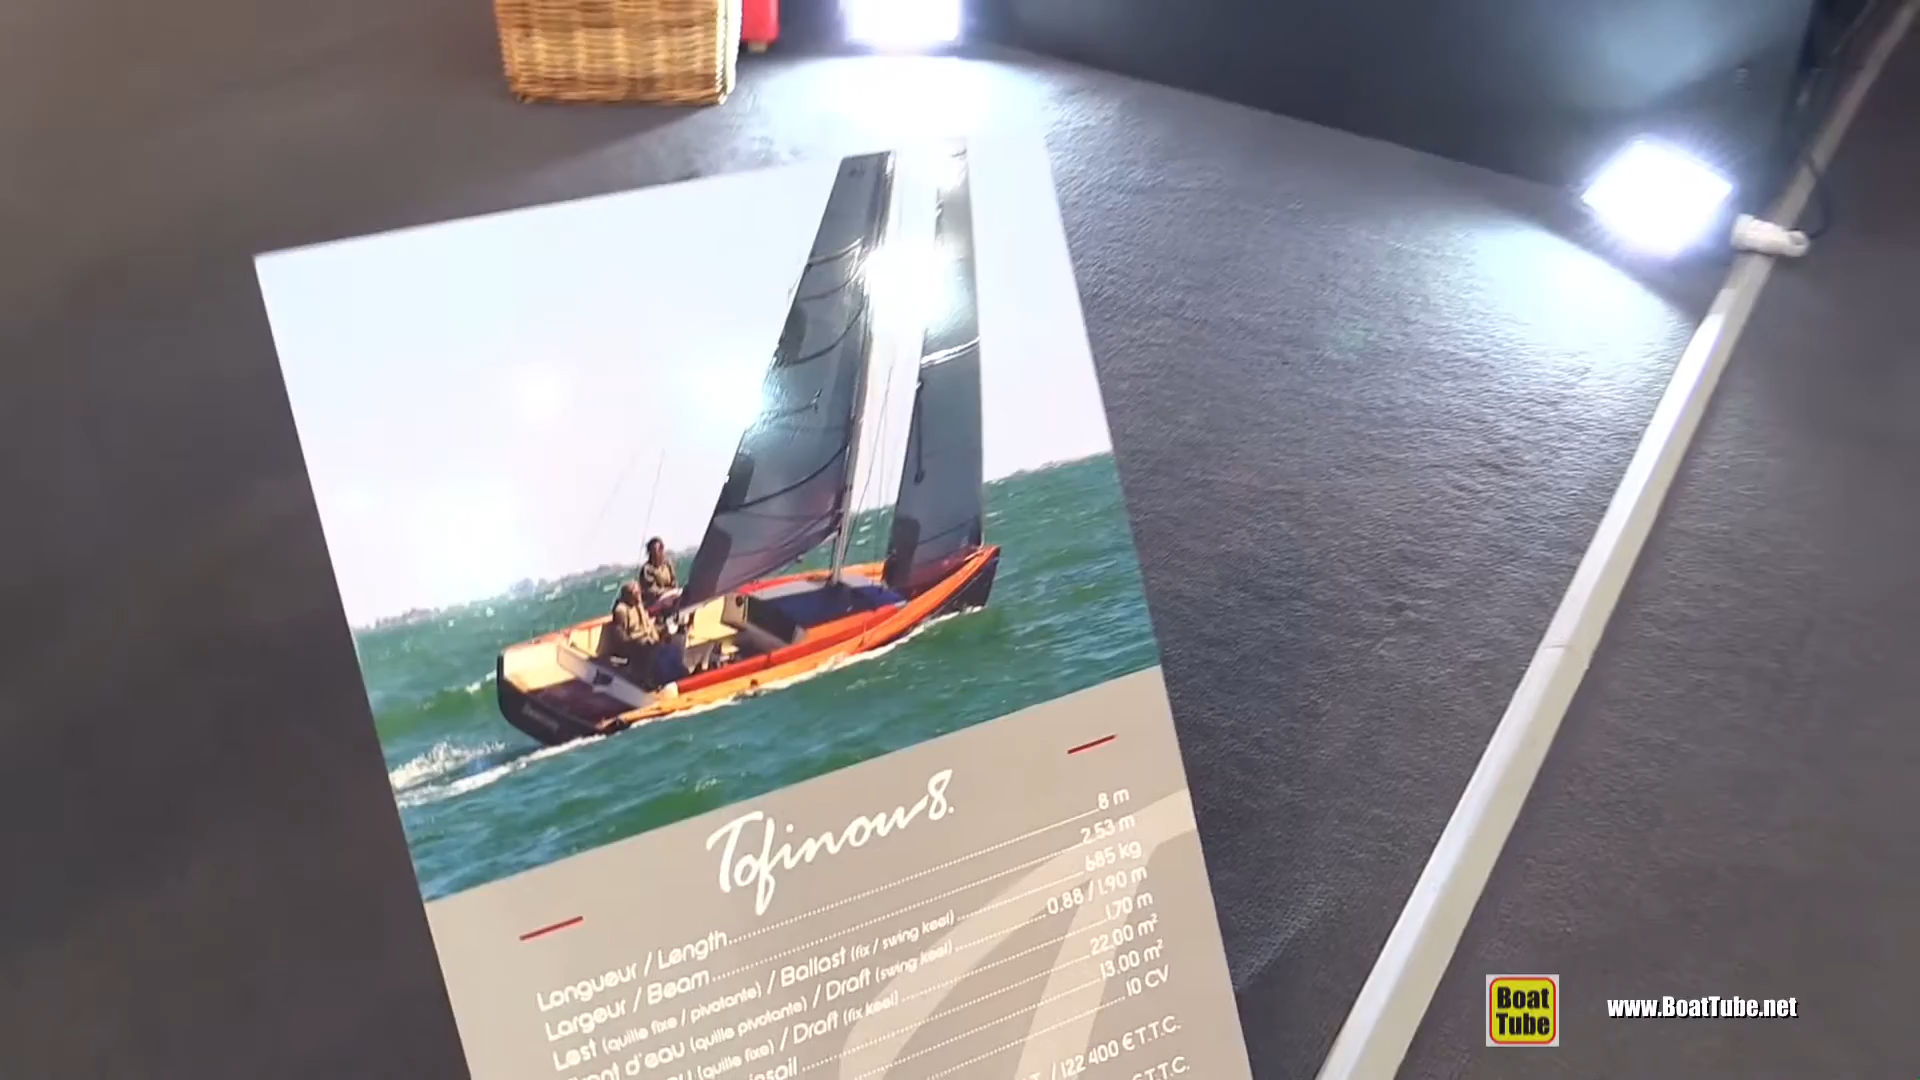 Tofinou 8.
Longueur / Length 8 m
Largeur / Beam 2.53 m
Lest (quille fixe / pivotante) / Ballast (fix / swing keel) 685 kg
d'eau (quille pivotante) / Draft (swing keel) 0.88 / 1.90 m
(quille fixe) / Draft (fix keel) 1.70 m
22.00 m²
13.00 m²
10 CV
/ 122 400 € T.T.C.
€ T.T.C.
Boat
Tube
www.BoatTube.net